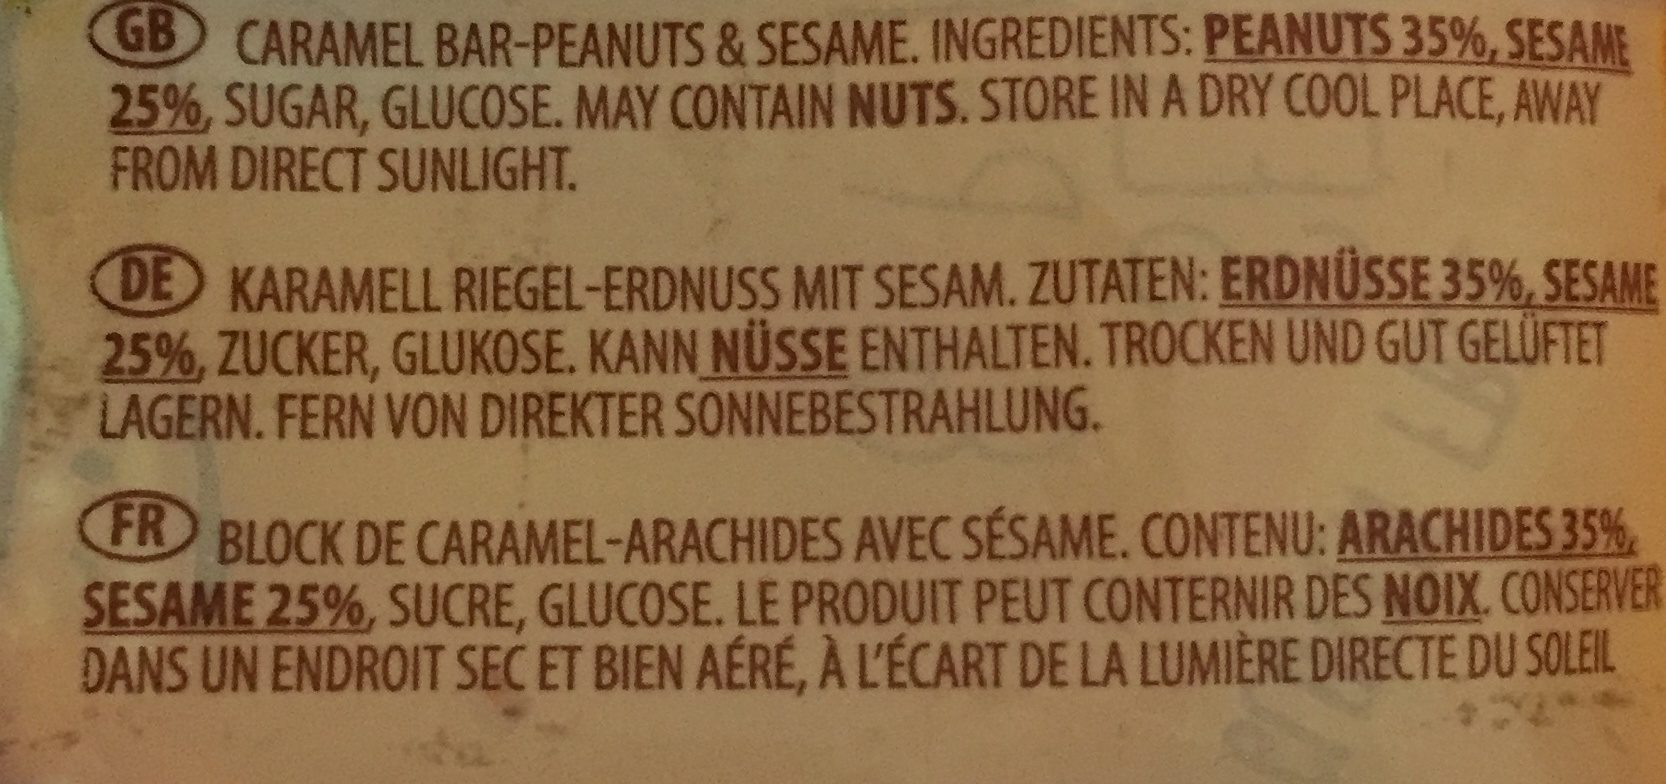 GB CARAMEL BAR-PEANUTS & SESAME. INGREDIENTS: PEANUTS 35%, SESAME
25%, SUGAR, GLUCOSE. MAY CONTAIN NUTS. STORE IN A DRY COOL PLACE, AWAY
FROM DIRECT SUNLIGHT.
DE KARAMELL RIEGEL-ERDNUSS MIT SESAM. ZUTATEN: ERDNÜSSE 35%, SESAME
25%, ZUCKER, GLUKOSE. KANN NÜSSE ENTHALTEN. TROCKEN UND GUT GELÜFTET
LAGERN. FERN VON DIREKTER SONNEBESTRAHLUNG.
FR BLOCK DE CARAMEL-ARACHIDES AVEC SÉSAME. CONTENU: ARACHIDES 35%,
SESAME 25%, SUCRE, GLUCOSE. LE PRODUIT PEUT CONTERNIR DES NOIX. CONSERVER
DANS UN ENDROIT SEC ET BIEN AÉRÉ, À L'ÉCART DE LA LUMIÈRE DIRECTE DU SOLEIL